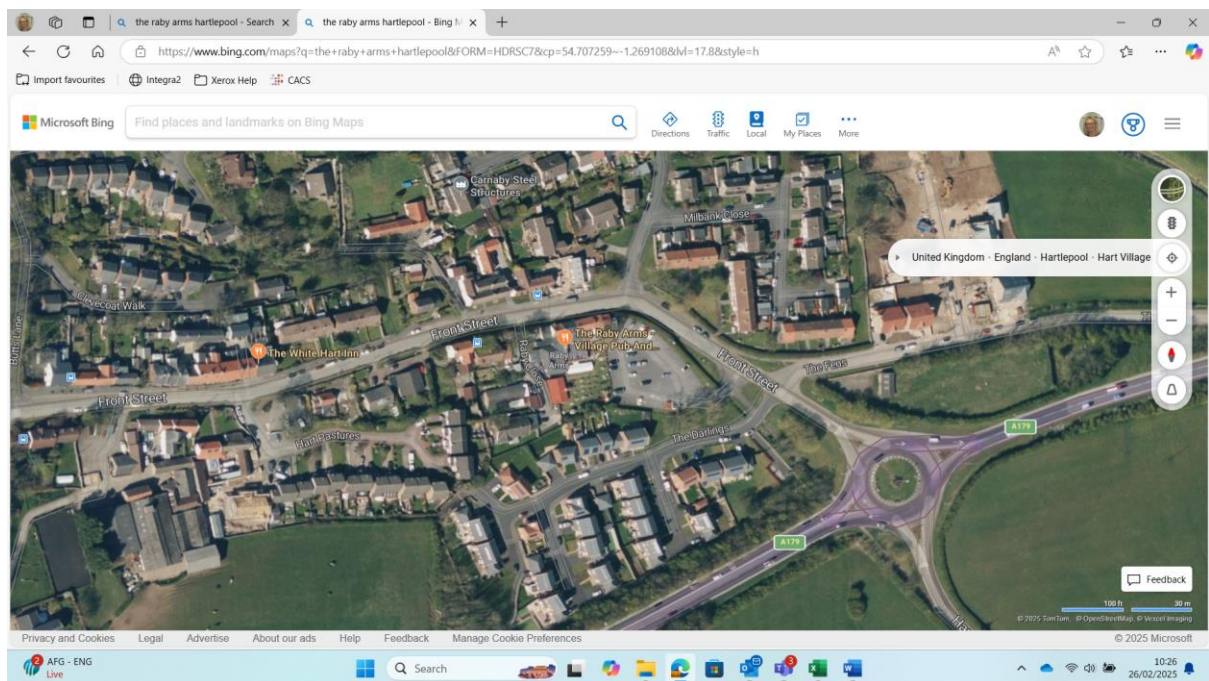 the raby arms hartlepool - Search
the raby arms hartlepool - Bing M
https://www.bing.com/maps?q=the+raby+arms+hartlepool&FORM=HDRSC7&cp=54.707259~-1.269108&lvl=17.8&style=h
Import favourites
Integra2
Xerox Help
CACS
Microsoft Bing
Find places and landmarks on Bing Maps
Directions
Traffic
Local
My Places
More
Carnaby Steel
Structures
Milbank Close
United Kingdom · England · Hartlepool · Hart Village
Clevecoat Walk
Butts Lane
The White Hart Inn
Front Street
The Raby Arms -
Village Pub And...
Raby
Arms
Front Street
The Fens
Front Street
Hart Pastures
The Darlings
A179
A179
Feedback
100 ft
30 m
© 2025 TomTom, © OpenStreetMap, © Vexcel Imaging
Privacy and Cookies
Legal
Advertise
About our ads
Help
Feedback
Manage Cookie Preferences
© 2025 Microsoft
2
AFG - ENG
Live
Search
3
10:26
26/02/2025